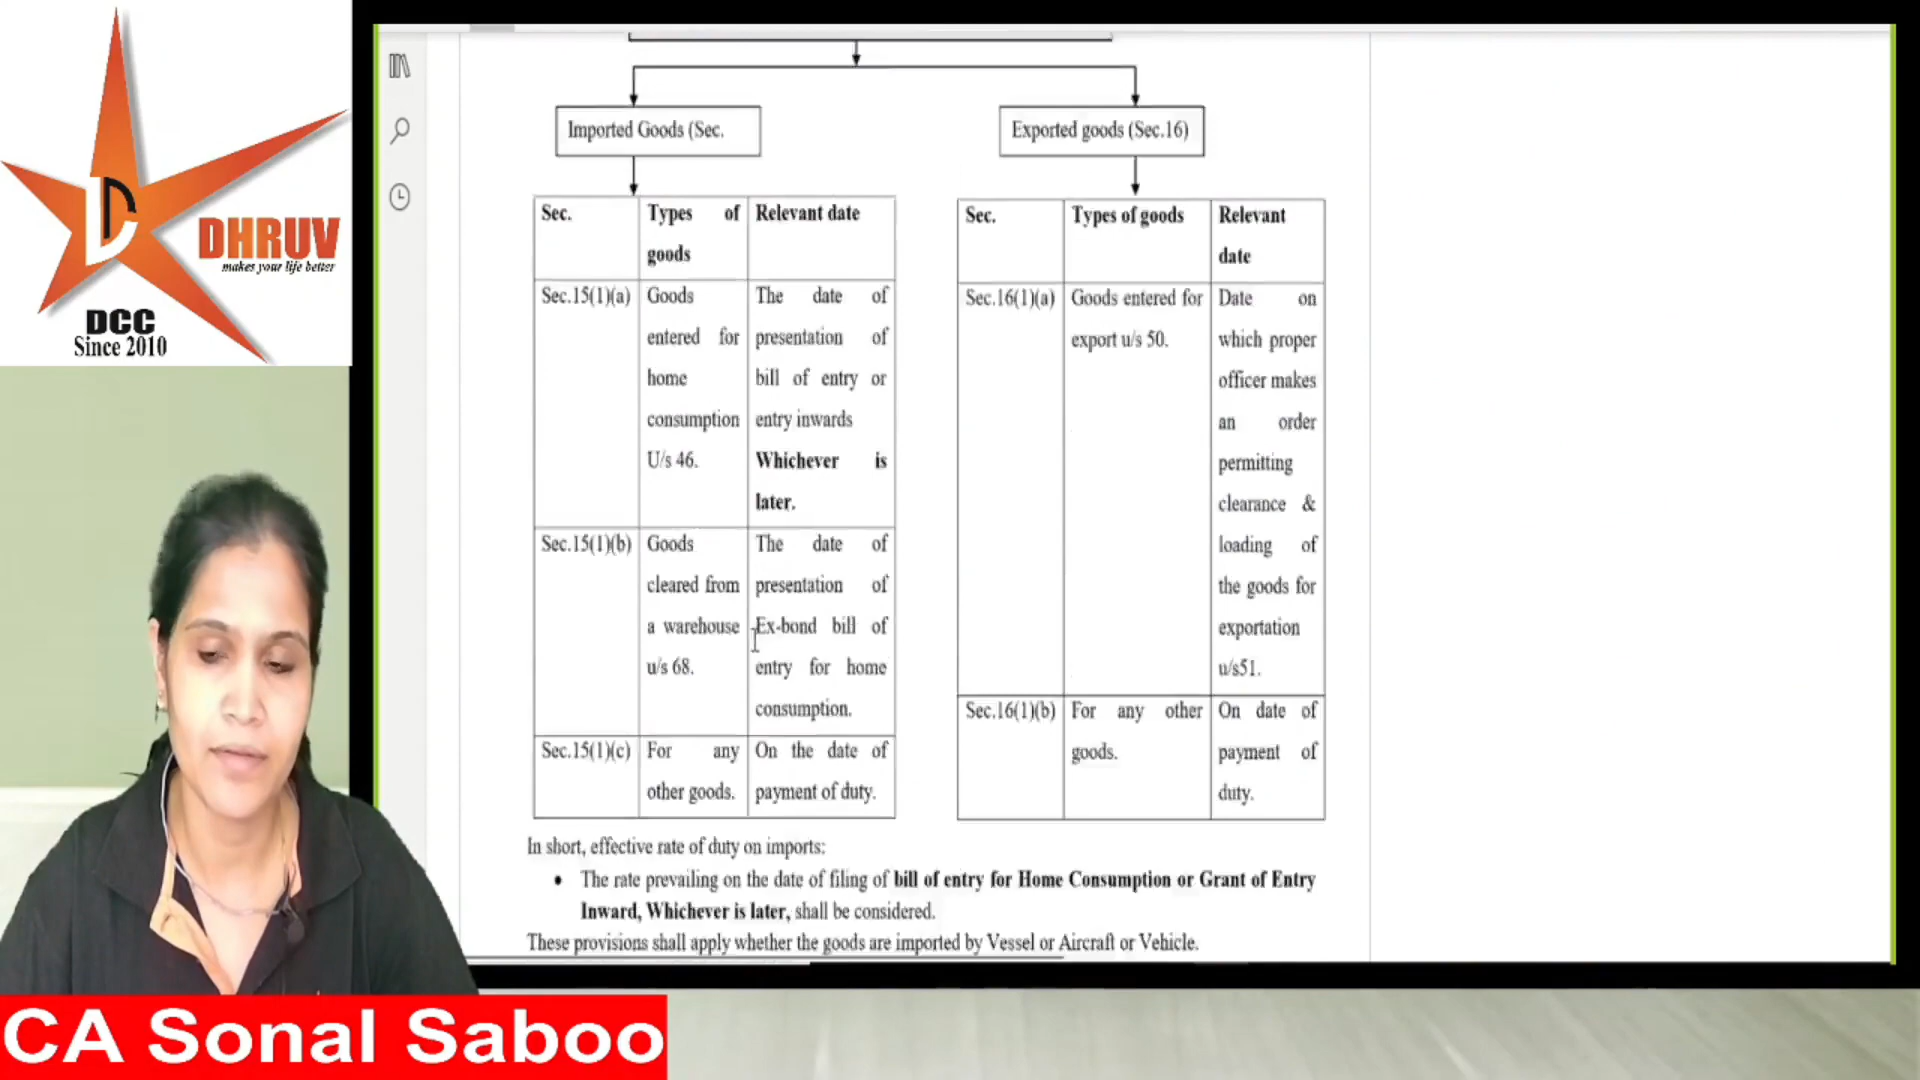 DC
DHRUV
makes your life better
DCC
Since 2010
Imported Goods (Sec.
Exported goods (Sec.16)
Sec.
Types of
goods
Relevant date
Sec.15(1)(a)
Goods
entered for
home
consumption
U/s 46.
The date of
presentation of
bill of entry or
entry inwards
Whichever is
later.
Sec.15(1)(b)
Goods
cleared from
a warehouse
u/s 68.
The date of
presentation of
Ex-bond bill of
entry for home
consumption.
Sec.15(1)(c)
For any
other goods.
On the date of
payment of duty.
Sec.
Types of goods
Relevant
date
Sec.16(1)(a)
Goods entered for
export u/s 50.
Date on
which proper
officer makes
an order
permitting
clearance &
loading of
the goods for
exportation
u/s51.
Sec.16(1)(b)
For any other
goods.
On date of
payment of
duty.
In short, effective rate of duty on imports:
• The rate prevailing on the date of filing of bill of entry for Home Consumption or Grant of Entry
Inward, Whichever is later, shall be considered.
These provisions shall apply whether the goods are imported by Vessel or Aircraft or Vehicle.
CA Sonal Saboo